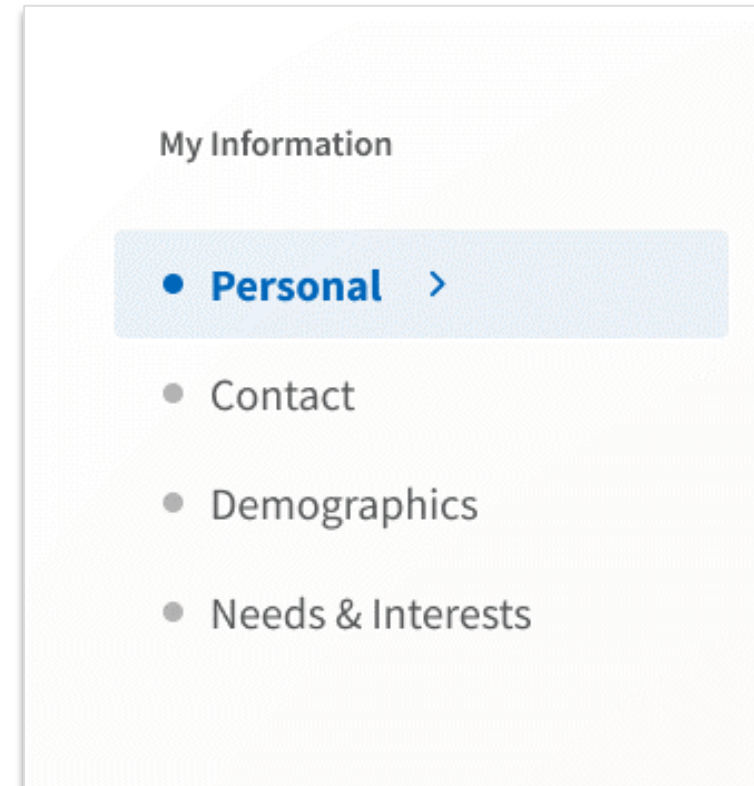 My Information
Personal
Contact
Demographics
Needs & Interests